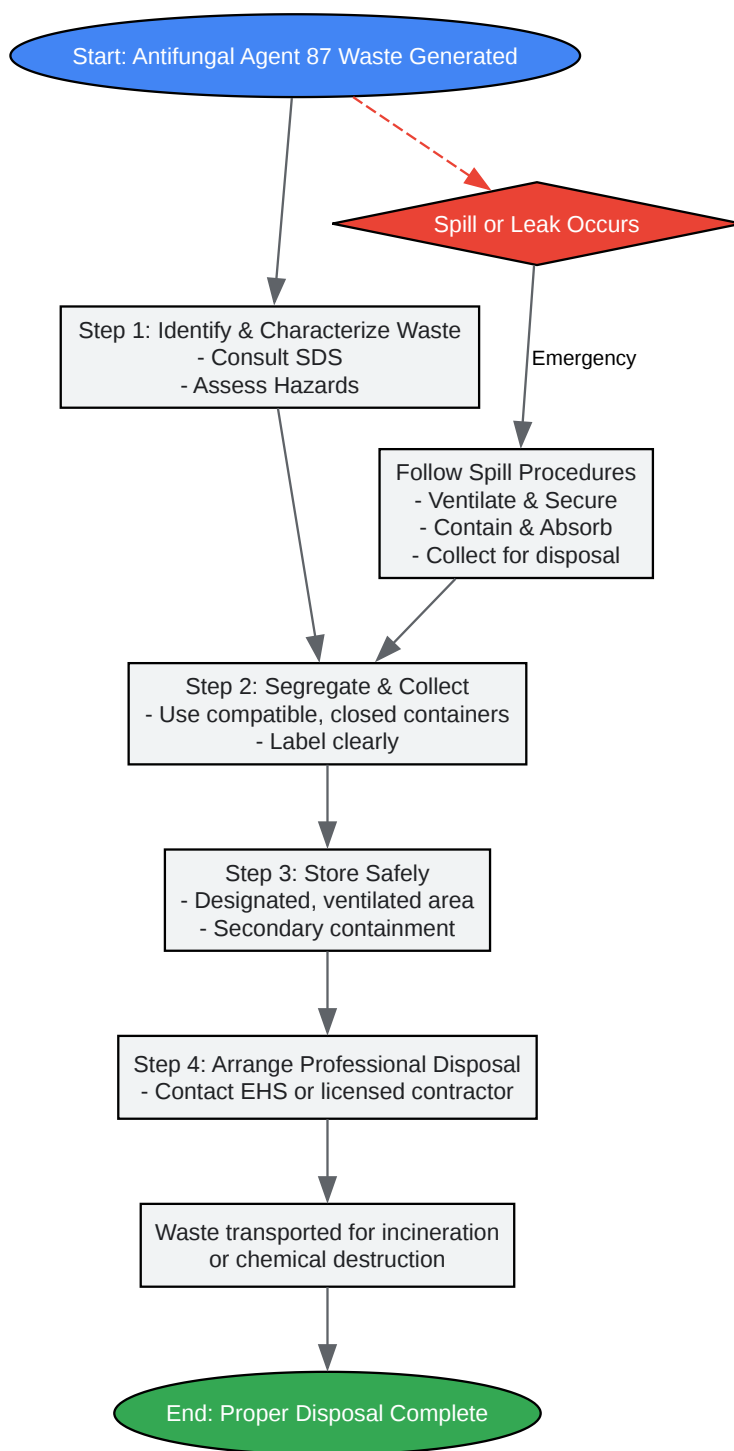 Start: Antifungal Agent 87 Waste Generated
Spill or Leak Occurs
Step 1: Identify & Characterize Waste
- Consult SDS
- Assess Hazards
Emergency
Follow Spill Procedures
- Ventilate & Secure
- Contain & Absorb
- Collect for disposal
Step 2: Segregate & Collect
- Use compatible, closed containers
- Label clearly
Step 3: Store Safely
- Designated, ventilated area
- Secondary containment
Step 4: Arrange Professional Disposal
- Contact EHS or licensed contractor
Waste transported for incineration
or chemical destruction
End: Proper Disposal Complete